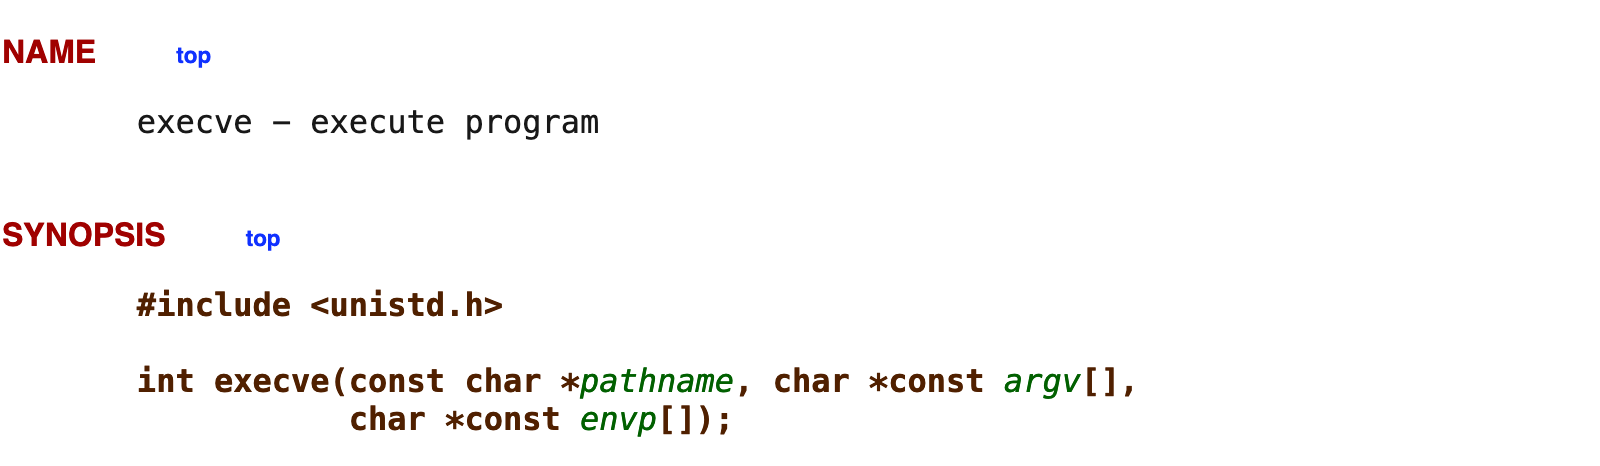 NAME top
execve - execute program
SYNOPSIS top
#include <unistd.h>
int execve(const char *pathname, char *const argv[],
char *const envp[]);